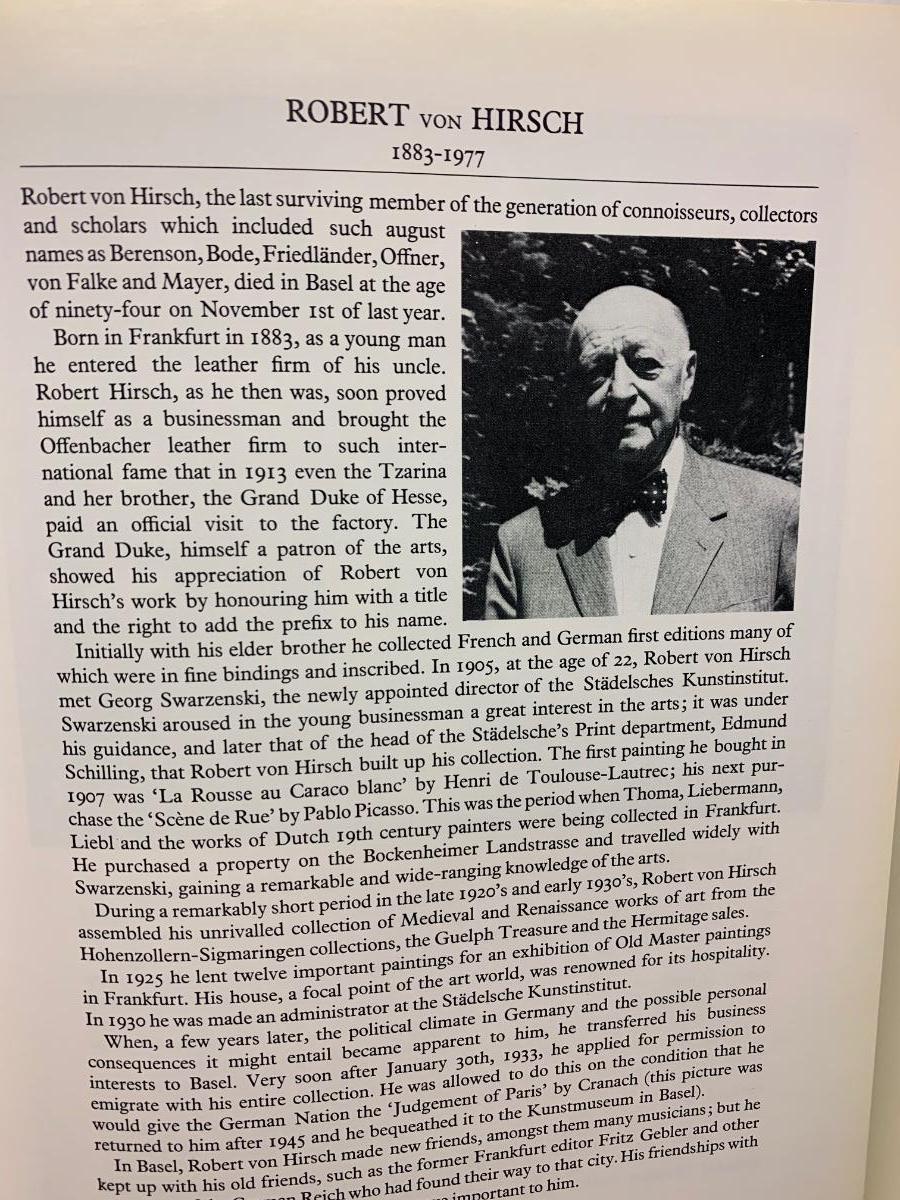 ROBERT VON HIRSCH
1883-1977
Robert von Hirsch, the last surviving member of the generation of connoisseurs, collectors
and scholars which included such august
names as Berenson, Bode, Friedländer, Offner,
von Falke and Mayer, died in Basel at the age
of ninety-four on November 1st of last year.
Born in Frankfurt in 1883, as a young man
he entered the leather firm of his uncle.
Robert Hirsch, as he then was, soon proved
himself as a businessman and brought the
Offenbacher leather firm to such inter-
national fame that in 1913 even the Tzarina
and her brother, the Grand Duke of Hesse,
paid an official visit to the factory. The
Grand Duke, himself a patron of the arts,
showed his appreciation of Robert von
Hirsch's work by honouring him with a title
and the right to add the prefix to his name.
Initially with his elder brother he collected French and German first editions many of
which were in fine bindings and inscribed. In 1905, at the age of 22, Robert von Hirsch
met Georg Swarzenski, the newly appointed director of the Städelsches Kunstinstitut.
Swarzenski aroused in the young businessman a great interest in the arts; it was under
his guidance, and later that of the head of the Städelsche's Print department, Edmund
Schilling, that Robert von Hirsch built up his collection. The first painting he bought in
1907 was 'La Rousse au Caraco blanc' by Henri de Toulouse-Lautrec; his next pur-
chase the 'Scène de Rue' by Pablo Picasso. This was the period when Thoma, Liebermann,
Liebl and the works of Dutch 19th century painters were being collected in Frankfurt.
He purchased a property on the Bockenheimer Landstrasse and travelled widely with
Swarzenski, gaining a remarkable and wide-ranging knowledge of the arts.
During a remarkably short period in the late 1920's and early 1930's, Robert von Hirsch
assembled his unrivalled collection of Medieval and Renaissance works of art from the
Hohenzollern-Sigmaringen collections, the Guelph Treasure and the Hermitage sales.
In 1925 he lent twelve important paintings for an exhibition of Old Master paintings
in Frankfurt. His house, a focal point of the art world, was renowned for its hospitality.
In 1930 he was made an administrator at the Städelsche Kunstinstitut.
When, a few years later, the political climate in Germany and the possible personal
consequences it might entail became apparent to him, he transferred his business
interests to Basel. Very soon after January 30th, 1933, he applied for permission to
emigrate with his entire collection. He was allowed to do this on the condition that he
would give the German Nation the 'Judgement of Paris' by Cranach (this picture was
returned to him after 1945 and he bequeathed it to the Kunstmuseum in Basel).
In Basel, Robert von Hirsch made new friends, amongst them many musicians; but he
kept up with his old friends, such as the former Frankfurt editor Fritz Gebler and other
Reich who had found their way to that city. His friendships with
important to him.